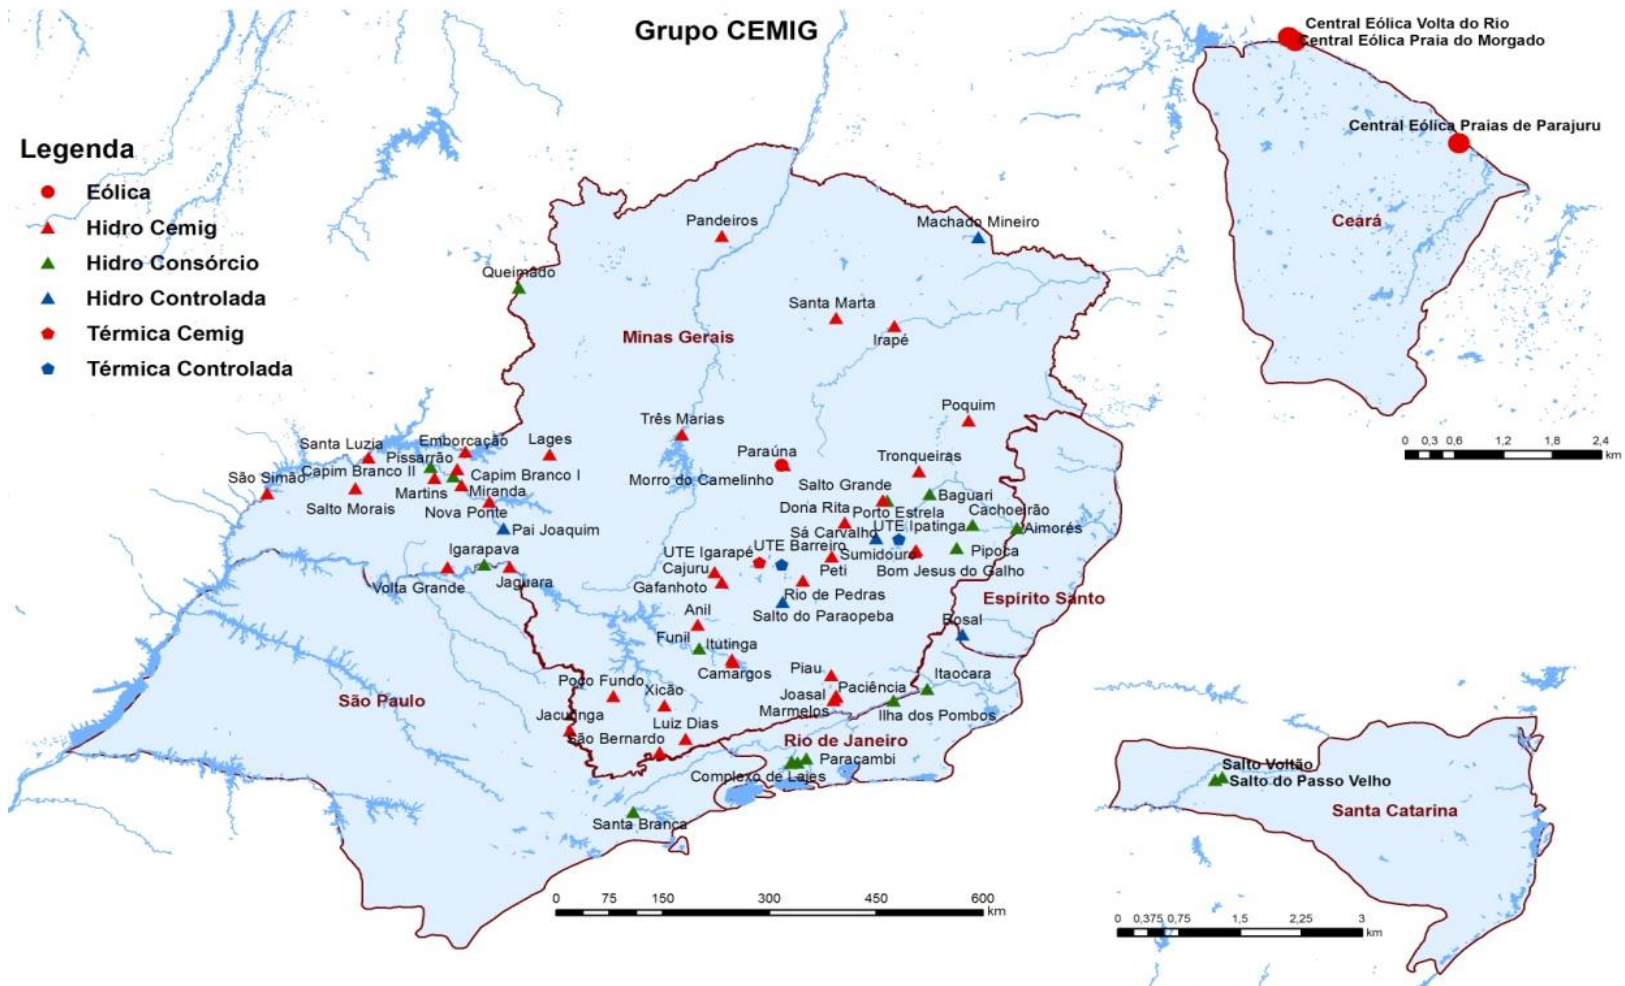 Grupo CEMIG
Central Eólica Volta do Rio
Central Eólica Praia do Morgado
Central Eólica Praias de Parajuru
Ceará
0 0,3 0,6 1,2 1,8 2,4
km
Legenda
Eólica
Hidro Cemig
Hidro Consórcio
Hidro Controlada
Térmica Cemig
Térmica Controlada
Pandeiros
Machado Mineiro
Queimado
Santa Marta
Irapé
Minas Gerais
Três Marias
Poquim
Santa Luzia
Emborcação
Lages
Pissarrão
Capim Branco II
Capim Branco I
São Simão
Martins
Miranda
Salto Morais
Nova Ponte
Pai Joaquim
Paraúna
Morro do Camelinho
Tronqueiras
Salto Grande
Baguari
Dona Rita
Porto Estrela
Cachoeirão
Sá Carvalho
UTE Ipatinga
Aimorés
UTE Igarapé
UTE Barreiro
Sumidouro
Pipoca
Igarapava
Volta Grande
Jaguara
Cajuru
Gafanhoto
Peti
Bom Jesus do Galho
Rio de Pedras
Salto do Paraopeba
Espírito Santo
Anil
Funil
Itutinga
Camargos
Rosal
Piau
Itaocara
Poço Fundo
Xicão
Joasal
Paciência
Marmelos
Ilha dos Pombos
São Paulo
Jacutinga
Luiz Dias
São Bernardo
Rio de Janeiro
Paracambi
Complexo de Lajes
Santa Branca
0 75 150 300 450 600
km
Salto Voltão
Salto do Passo Velho
Santa Catarina
0 0,375 0,75 1,5 2,25 3
km